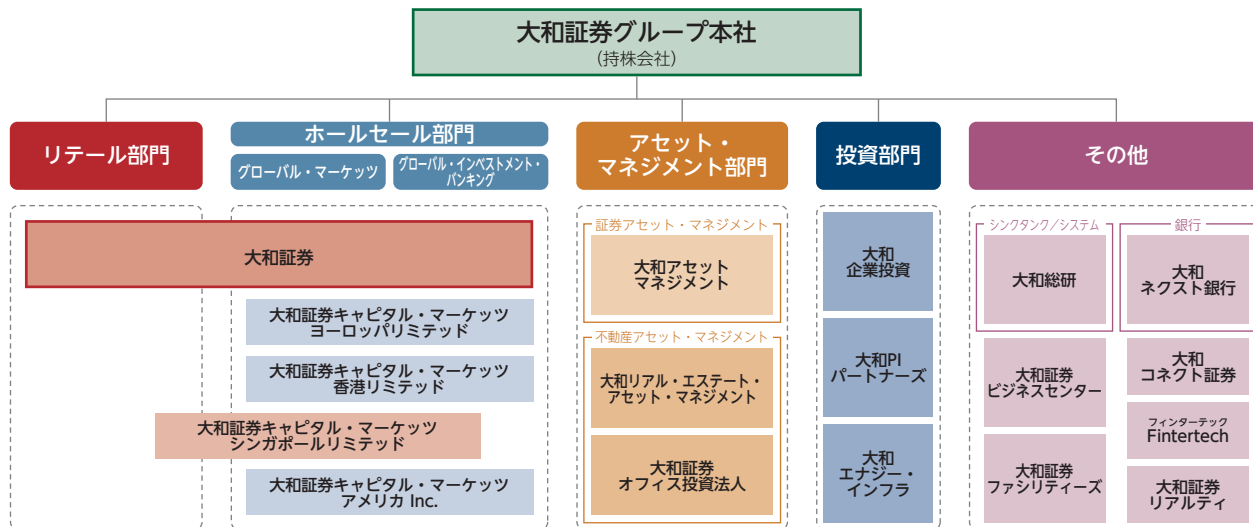 大和証券グループ本社
(持株会社)
リテール部門
ホールセール部門
グローバル・マーケッツ
グローバル・インベストメント・
バンキング
アセット・
マネジメント部門
投資部門
その他
大和証券
大和証券キャピタル・マーケッツ
ヨーロッパリミテッド
大和証券キャピタル・マーケッツ
香港リミテッド
大和証券キャピタル・マーケッツ
シンガポールリミテッド
大和証券キャピタル・マーケッツ
アメリカ Inc.
証券アセット・マネジメント
大和アセット
マネジメント
不動産アセット・マネジメント
大和リアル・エステート・
アセット・マネジメント
大和証券
オフィス投資法人
大和
企業投資
大和PI
パートナーズ
大和
エナジー・
インフラ
シンクタンク/システム
大和総研
大和証券
ビジネスセンター
大和証券
ファシリティーズ
銀行
大和
ネクスト銀行
大和
コネクト証券
フィンターテック
Fintertech
大和証券
リアルティ